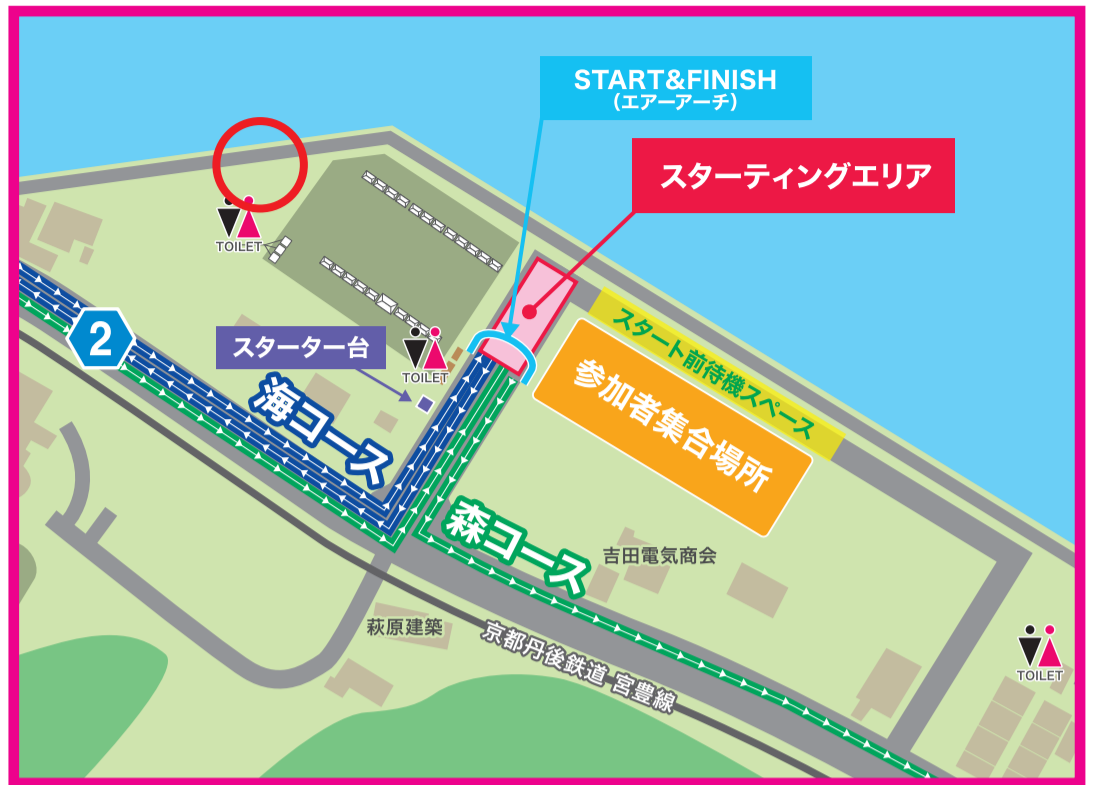 START&FINISH
(エアーアーチ)
スターティングエリア
TOILET
2
スターター台
TOILET
スタート前待機スペース
参加者集合場所
海コース
森コース
吉田電気商会
萩原建築
京都丹後鉄道 宮豊線
TOILET